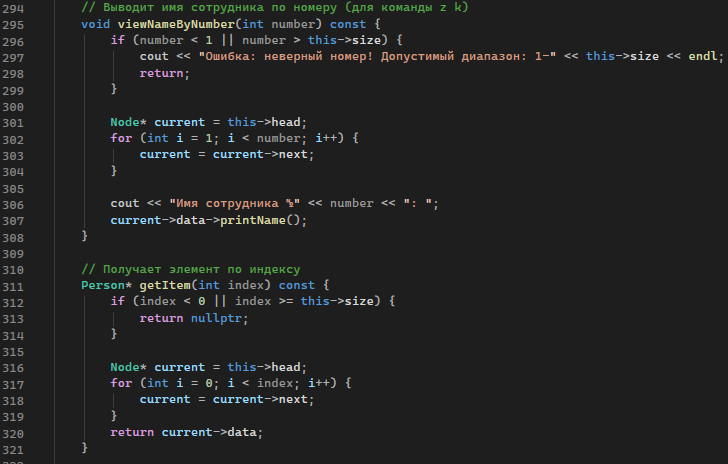 294 // Выводит имя сотрудника по номеру (для команды z k)
295 void viewNameByNumber(int number) const {
296 if (number < 1 || number > this->size) {
297 cout << "Ошибка: неверный номер! Допустимый диапазон: 1-" << this->size << endl;
298 return;
299 }
300
301 Node* current = this->head;
302 for (int i = 1; i < number; i++) {
303 current = current->next;
304 }
305
306 cout << "Имя сотрудника №" << number << ": ";
307 current->data->printName();
308 }
309
310 // Получает элемент по индексу
311 Person* getItem(int index) const {
312 if (index < 0 || index >= this->size) {
313 return nullptr;
314 }
315
316 Node* current = this->head;
317 for (int i = 0; i < index; i++) {
318 current = current->next;
319 }
320 return current->data;
321 }